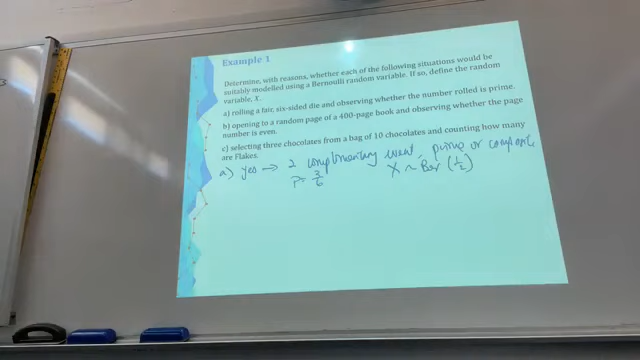 Example 1
Determine, with reasons, whether each of the following situations would be
suitably modelled using a Bernoulli random variable. If so, define the random
variable, X.
a) rolling a fair, six-sided die and observing whether the number rolled is prime.
b) opening to a random page of a 400-page book and observing whether the page
number is even.
c) selecting three chocolates from a bag of 10 chocolates and counting how many
are Flakes.
a) yes → 2 complimentary event, prime or composite
P = 3/6 X ~ Ber (1/2)